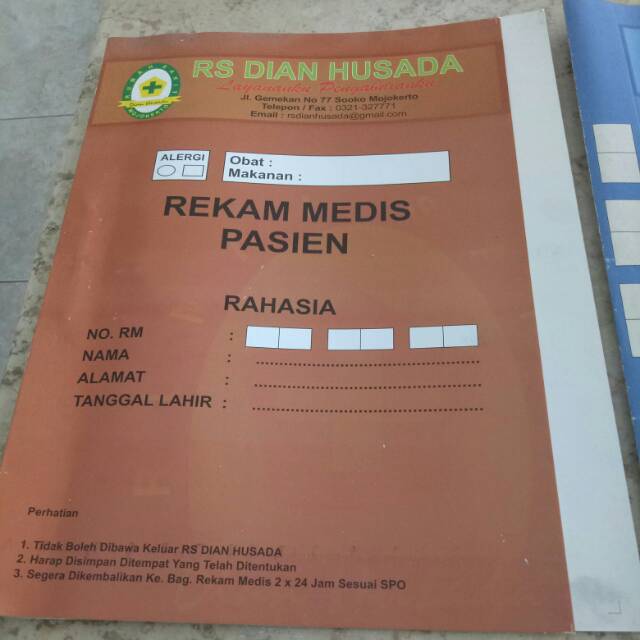 RS DIAN HUSADA
Layananku Pengabdianku
Jl. Gemekan No 77 Sooko Mojokerto
Telepon / Fax : 0321-327771
Email : rsdianhusada@gmail.com
ALERGI
Obat :
Makanan :
REKAM MEDIS
PASIEN
RAHASIA
NO. RM :
NAMA :
ALAMAT :
TANGGAL LAHIR :
Perhatian
1. Tidak Boleh Dibawa Keluar RS DIAN HUSADA
2. Harap Disimpan Ditempat Yang Telah Ditentukan
3. Segera Dikembalikan Ke. Bag. Rekam Medis 2 x 24 Jam Sesuai SPO